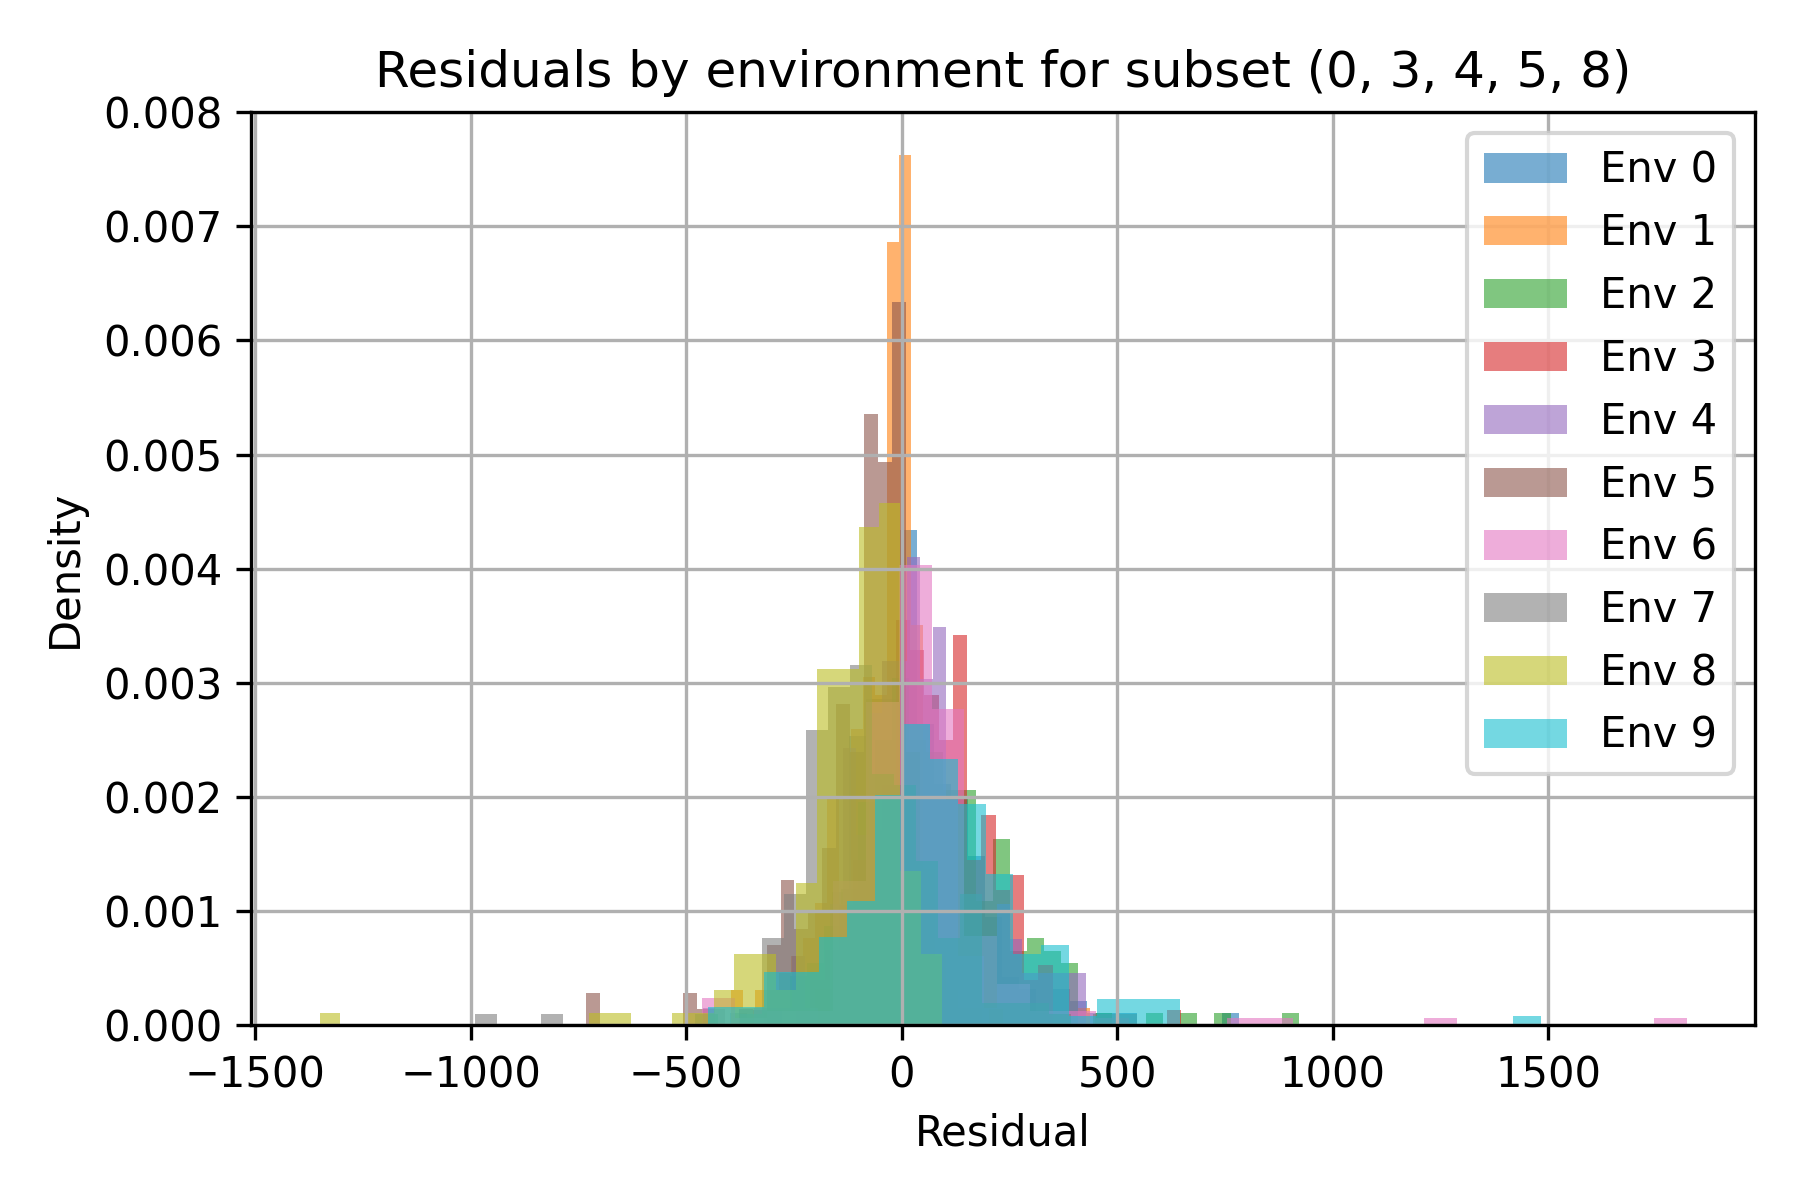 Residuals by environment for subset (0, 3, 4, 5, 8)
0.008
0.007
0.006
0.005
0.004
0.003
0.002
0.001
0.000
Density
Env 0
Env 1
Env 2
Env 3
Env 4
Env 5
Env 6
Env 7
Env 8
Env 9
−1500 −1000 −500 0 500 1000 1500
Residual